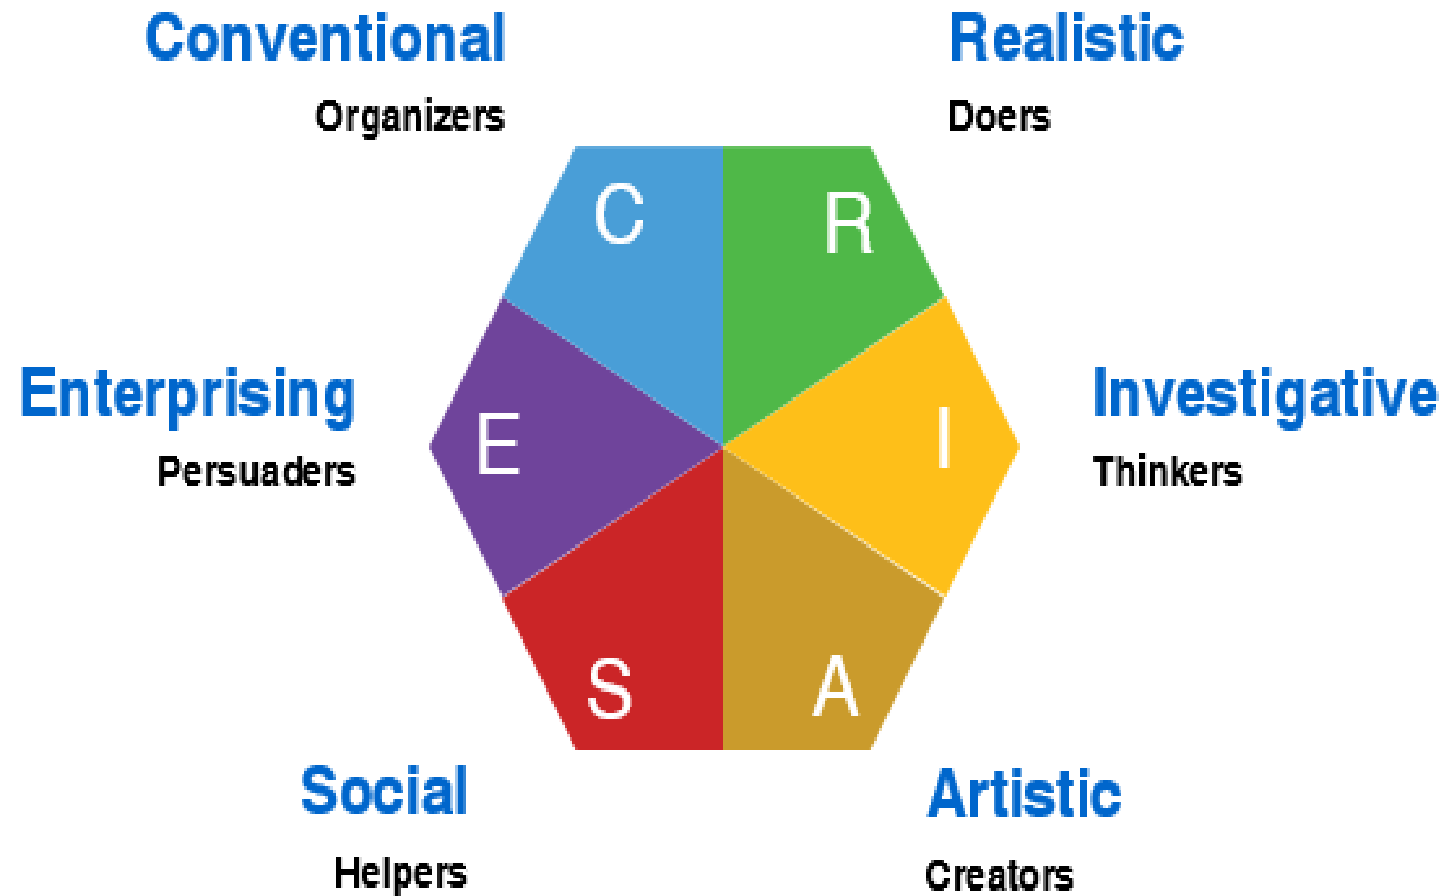 Conventional
Organizers
Realistic
Doers
C
R
Enterprising
Persuaders
E
I
Investigative
Thinkers
S
A
Social
Helpers
Artistic
Creators